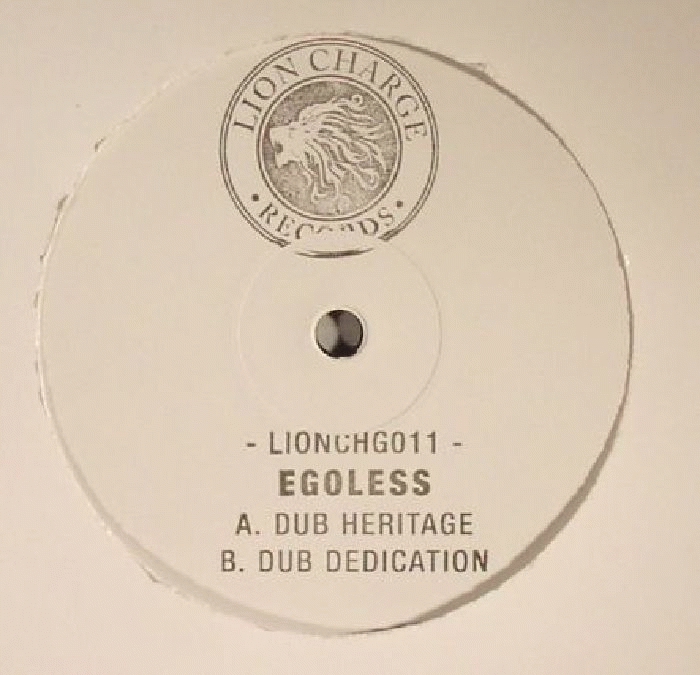 LION CHARGE
• RECORDS •
- LIONCHG011 -
EGOLESS
A. DUB HERITAGE
B. DUB DEDICATION